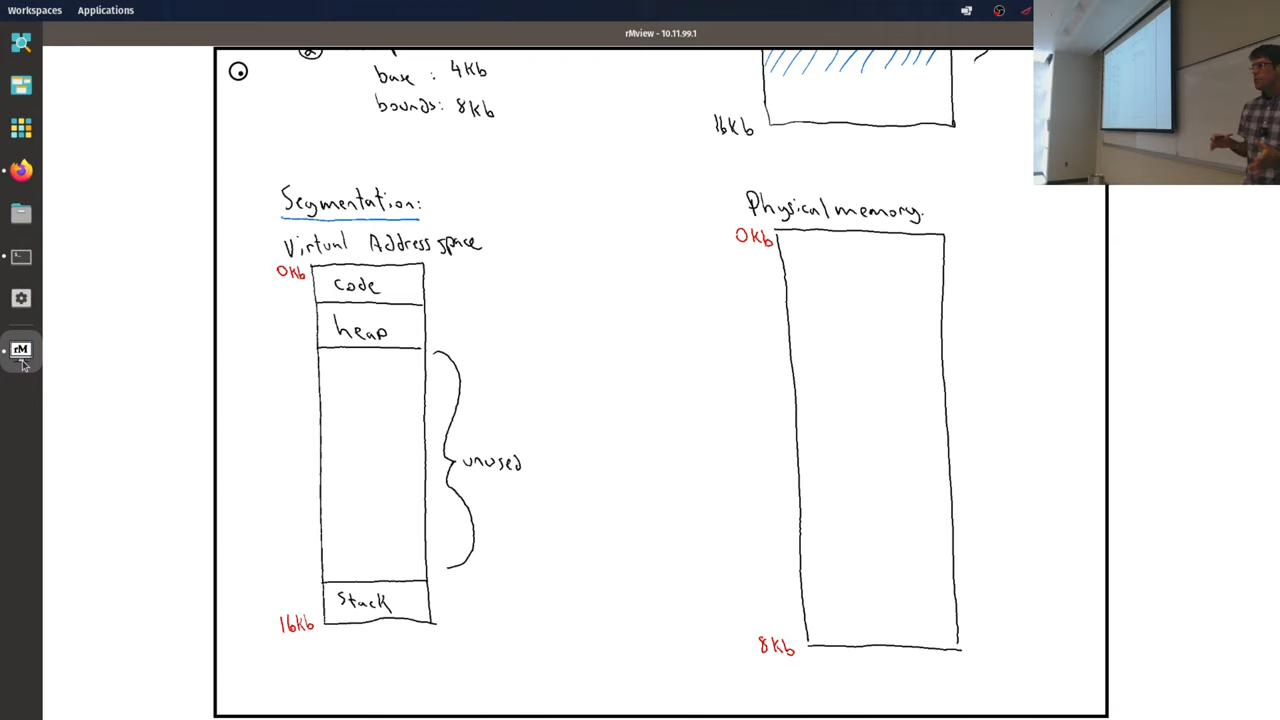 Workspaces Applications
rMview - 10.11.99.1
base : 4Kb
bounds: 8Kb
16Kb
Segmentation:
Virtual Address space
0Kb
code
heap
unused
stack
16Kb
Physical memory.
0Kb
8Kb
rM